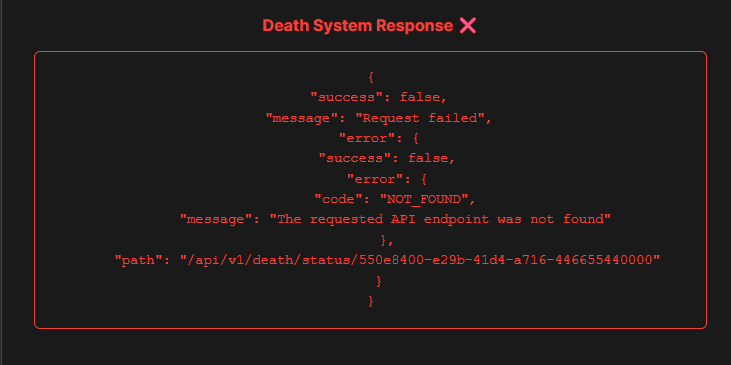 Death System Response ❌
{
"success": false,
"message": "Request failed",
"error": {
"success": false,
"error": {
"code": "NOT_FOUND",
"message": "The requested API endpoint was not found"
},
"path": "/api/v1/death/status/550e8400-e29b-41d4-a716-446655440000"
}
}